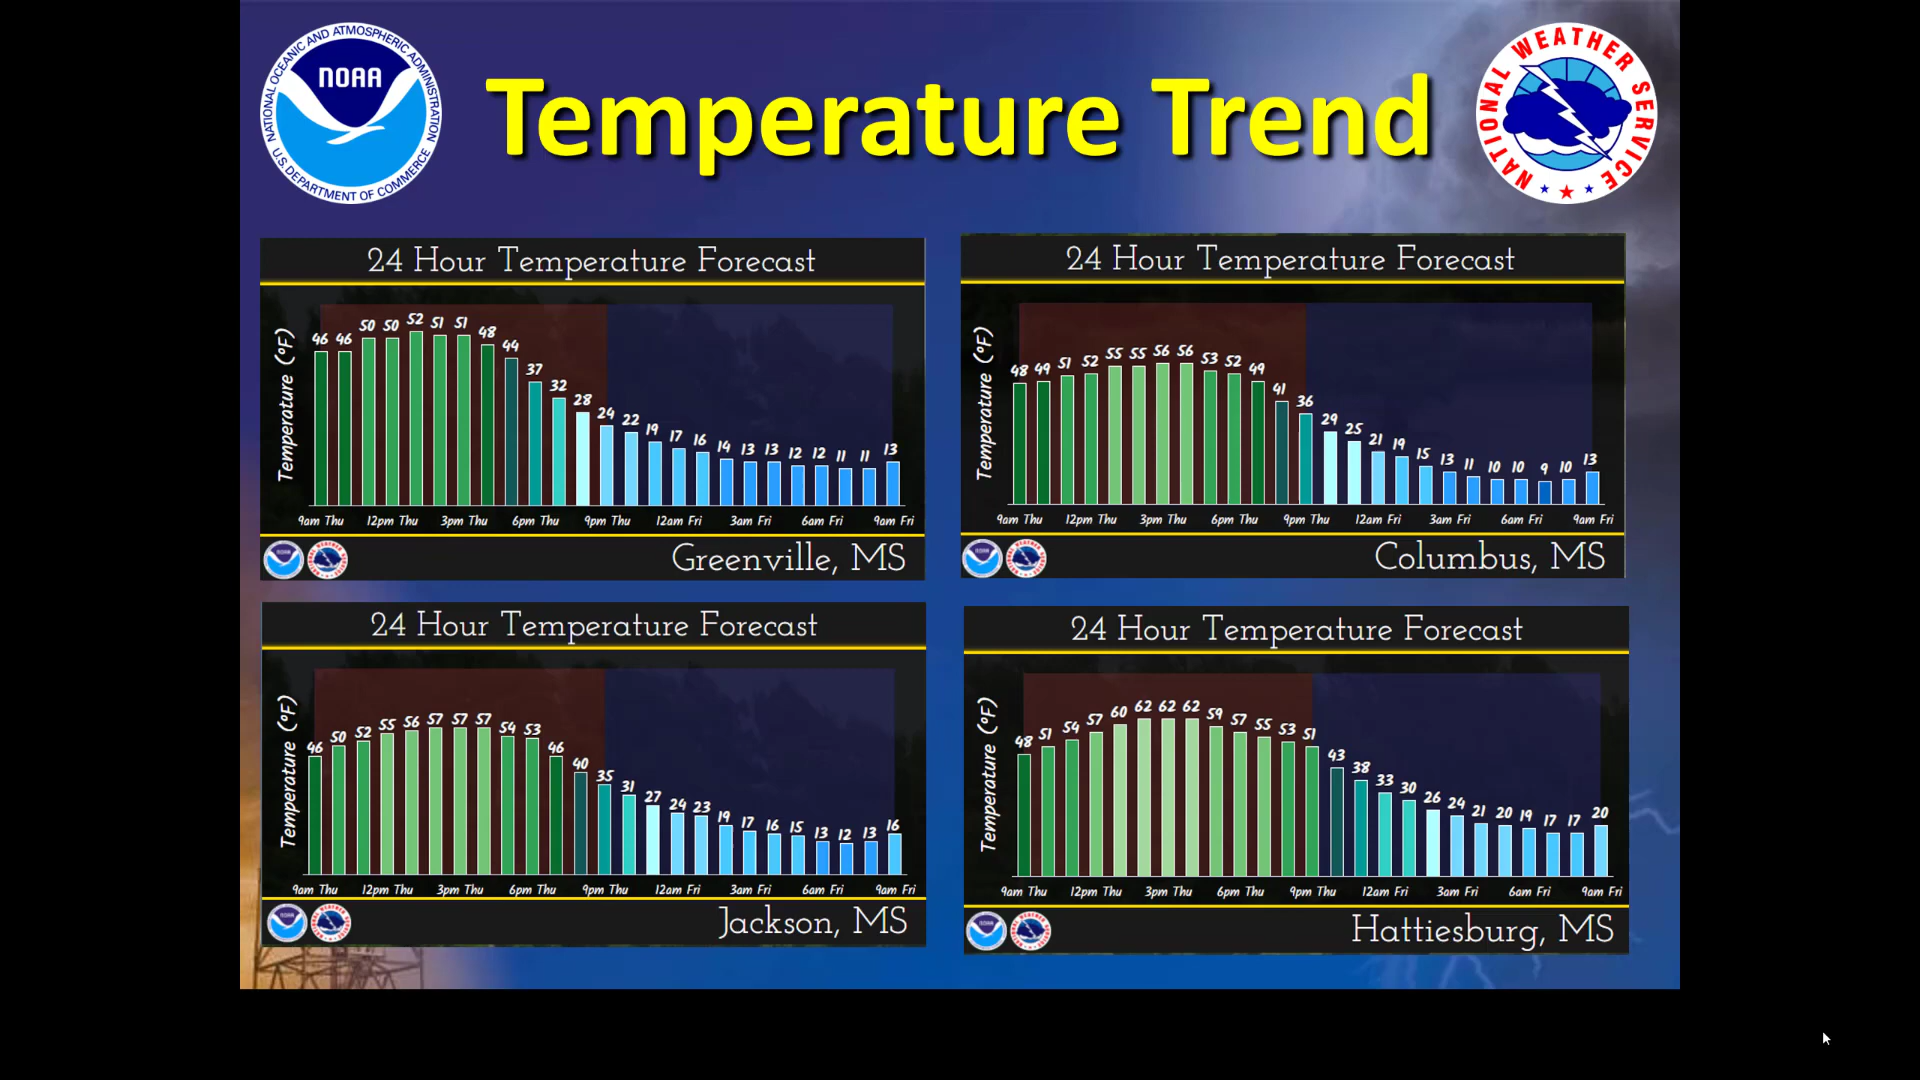 NATIONAL OCEANIC AND ATMOSPHERIC ADMINISTRATION
NOAA
U.S. DEPARTMENT OF COMMERCE
Temperature Trend
NATIONAL WEATHER SERVICE
24 Hour Temperature Forecast
Temperature (°F)
46 46 50 50 52 51 51 48 44 37 32 28 24 22 19 17 16 14 13 13 12 12 11 11 13
9am Thu 12pm Thu 3pm Thu 6pm Thu 9pm Thu 12am Fri 3am Fri 6am Fri 9am Fri
NOAA
Greenville, MS
24 Hour Temperature Forecast
Temperature (°F)
48 49 51 52 55 55 56 56 53 52 49 41 36 29 25 21 19 15 13 11 10 10 9 10 13
9am Thu 12pm Thu 3pm Thu 6pm Thu 9pm Thu 12am Fri 3am Fri 6am Fri 9am Fri
NOAA
Columbus, MS
24 Hour Temperature Forecast
Temperature (°F)
46 50 52 55 56 57 57 57 54 53 46 40 35 31 27 24 23 19 17 16 15 13 12 13 16
9am Thu 12pm Thu 3pm Thu 6pm Thu 9pm Thu 12am Fri 3am Fri 6am Fri 9am Fri
NOAA
Jackson, MS
24 Hour Temperature Forecast
Temperature (°F)
48 51 54 57 60 62 62 62 59 57 55 53 51 43 38 33 30 26 24 21 20 19 17 17 20
9am Thu 12pm Thu 3pm Thu 6pm Thu 9pm Thu 12am Fri 3am Fri 6am Fri 9am Fri
NOAA
Hattiesburg, MS